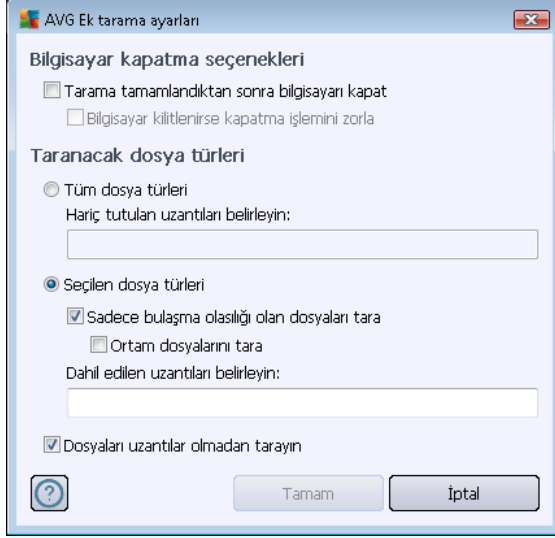 AVG Ek tarama ayarları
Bilgisayar kapatma seçenekleri
Tarama tamamlandıktan sonra bilgisayarı kapat
Bilgisayar kilitlenirse kapatma işlemini zorla
Taranacak dosya türleri
Tüm dosya türleri
Hariç tutulan uzantıları belirleyin:
Seçilen dosya türleri
Sadece bulaşma olasılığı olan dosyaları tara
Ortam dosyalarını tara
Dahil edilen uzantıları belirleyin:
Dosyaları uzantılar olmadan tarayın
? Tamam İptal